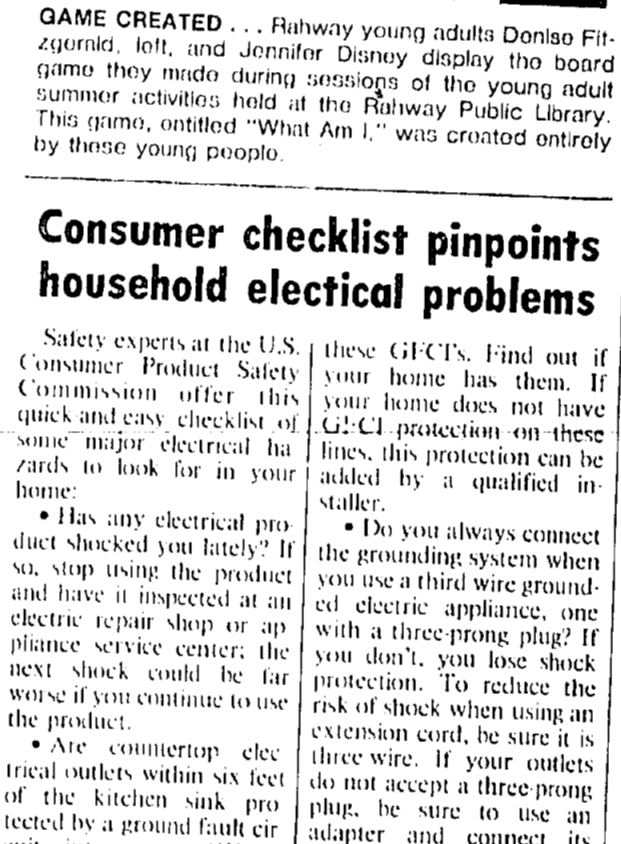 GAME CREATED . . . Rahway young adults Denise Fit-
zgerald, left, and Jennifer Disney display the board
game they made during sessions of the young adult
summer activities held at the Rahway Public Library.
This game, entitled "What Am I," was created entirely
by these young people.
Consumer checklist pinpoints
household electical problems
Safety experts at the U.S.
Consumer Product Safety
Commission offer this
quick-and easy checklist of
some major electrical ha
zards to look for in your
home:
• Has any electrical pro-
duct shocked you lately? If
so, stop using the product
and have it inspected at an
electric repair shop or ap
pliance service center; the
next shock could be far
worse if you continue to use
the product.
• Are countertop elec
trical outlets within six feet
of the kitchen sink pro
tected by a ground fault cir
these GFCI's. Find out if
your home has them. If
your home does not have
GFCI protection on these
lines, this protection can be
added by a qualified in-
staller.
• Do you always connect
the grounding system when
you use a third wire ground-
ed electric appliance, one
with a three-prong plug? If
you don't, you lose shock
protection. To reduce the
risk of shock when using an
extension cord, be sure it is
three wire. If your outlets
do not accept a three-prong
plug, be sure to use an
adapter and connect its